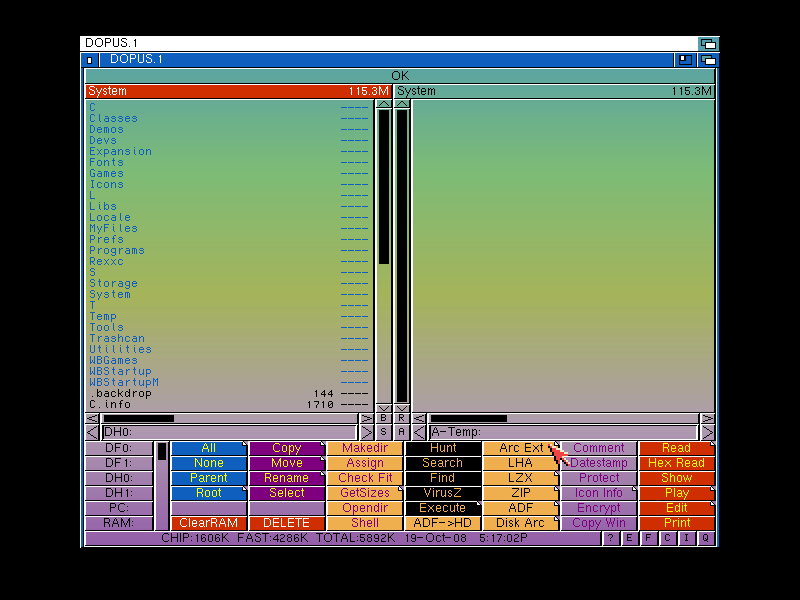 DOPUS.1
DOPUS.1
OK
System 115.3M System 115.3M
C ----
Classes ----
Demos ----
Devs ----
Expansion ----
Fonts ----
Games ----
Icons ----
L ----
Libs ----
Locale ----
MyFiles ----
Prefs ----
Programs ----
Rexxc ----
S ----
Storage ----
System ----
T ----
Temp ----
Tools ----
Trashcan ----
Utilities ----
WBGames ----
WBStartup ----
WBStartupM ----
.backdrop 144 ----
C.info 1710 ----
B R
DH0: S A A-Temp:
DF0: All Copy Makedir Hunt Arc Ext Comment Read
DF1: None Move Assign Search LHA Datestamp Hex Read
DH0: Parent Rename Check Fit Find LZX Protect Show
DH1: Root Select GetSizes VirusZ ZIP Icon Info Play
PC: Opendir Execute ADF Encrypt Edit
RAM: ClearRAM DELETE Shell ADF->HD Disk Arc Copy Win Print
CHIP:1606K FAST:4286K TOTAL:5892K 19-Oct-08 5:17:02P ? E F C I Q